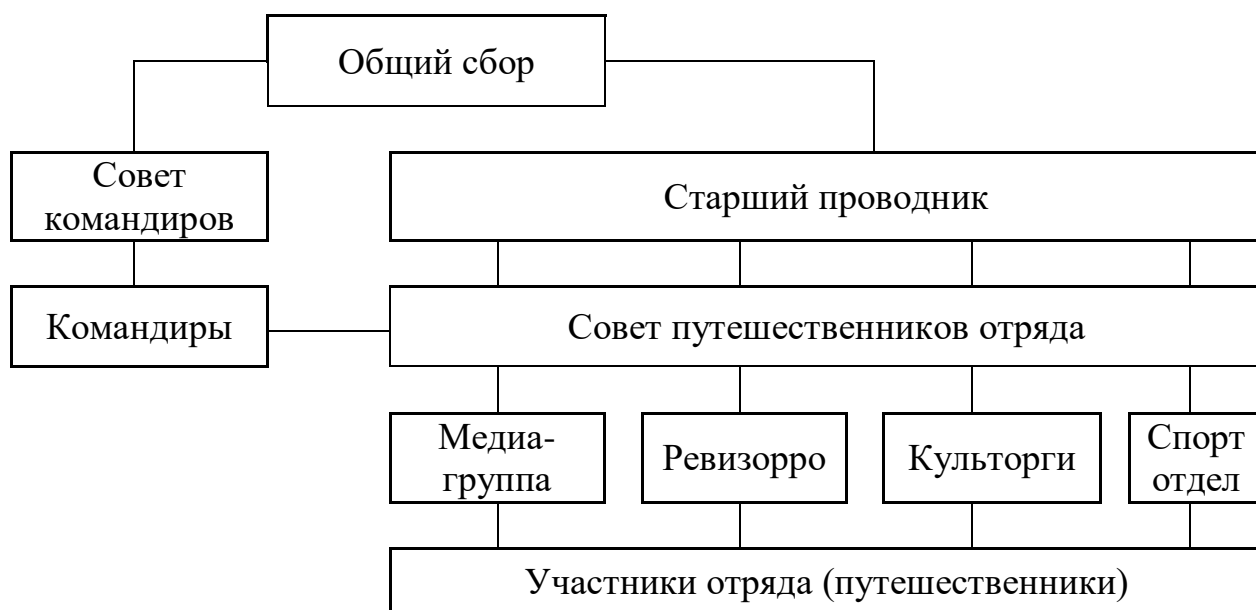 Общий сбор
Совет
командиров
Старший проводник
Командиры
Совет путешественников отряда
Медиа-
группа
Ревизорро
Культорги
Спорт
отдел
Участники отряда (путешественники)